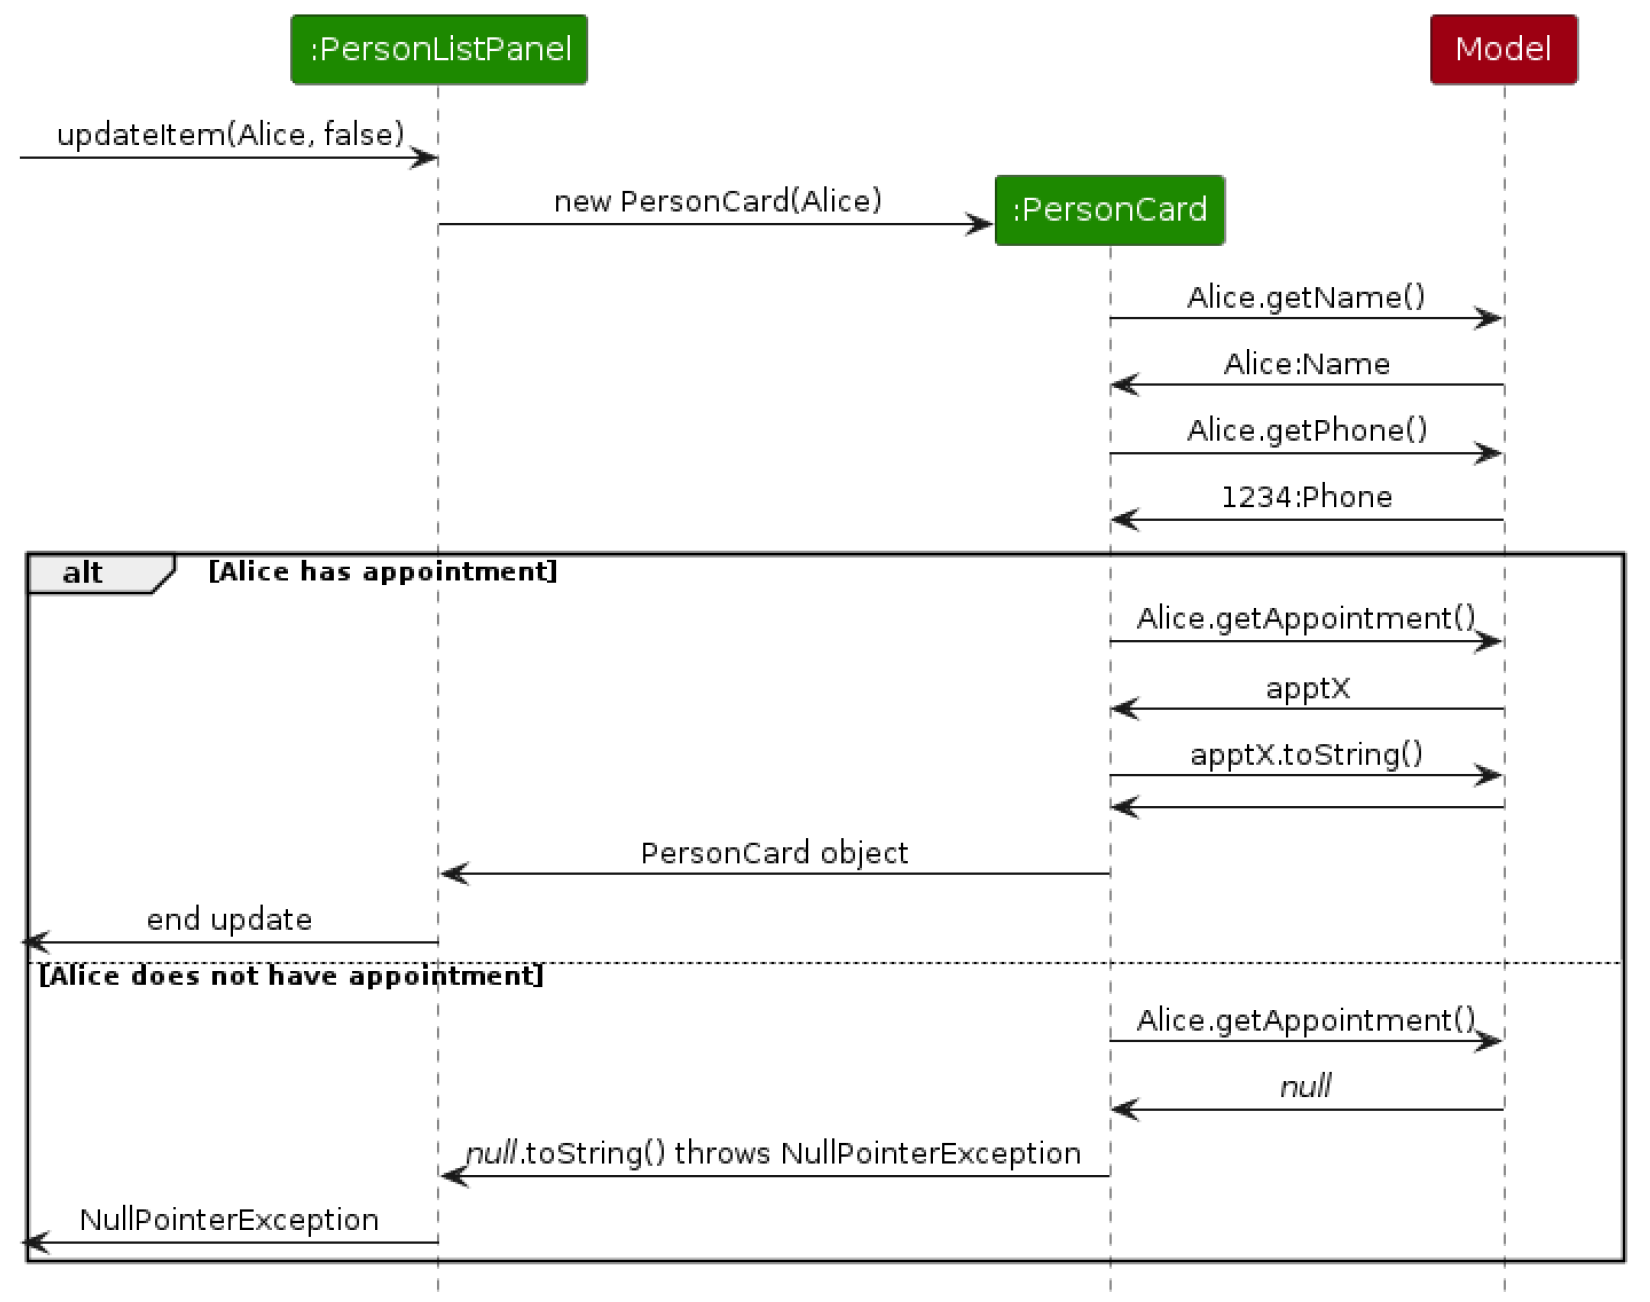 :PersonListPanel
Model
updateItem(Alice, false)
new PersonCard(Alice)
:PersonCard
Alice.getName()
Alice:Name
Alice.getPhone()
1234:Phone
alt [Alice has appointment]
Alice.getAppointment()
apptX
apptX.toString()
PersonCard object
end update
[Alice does not have appointment]
Alice.getAppointment()
null
null.toString() throws NullPointerException
NullPointerException